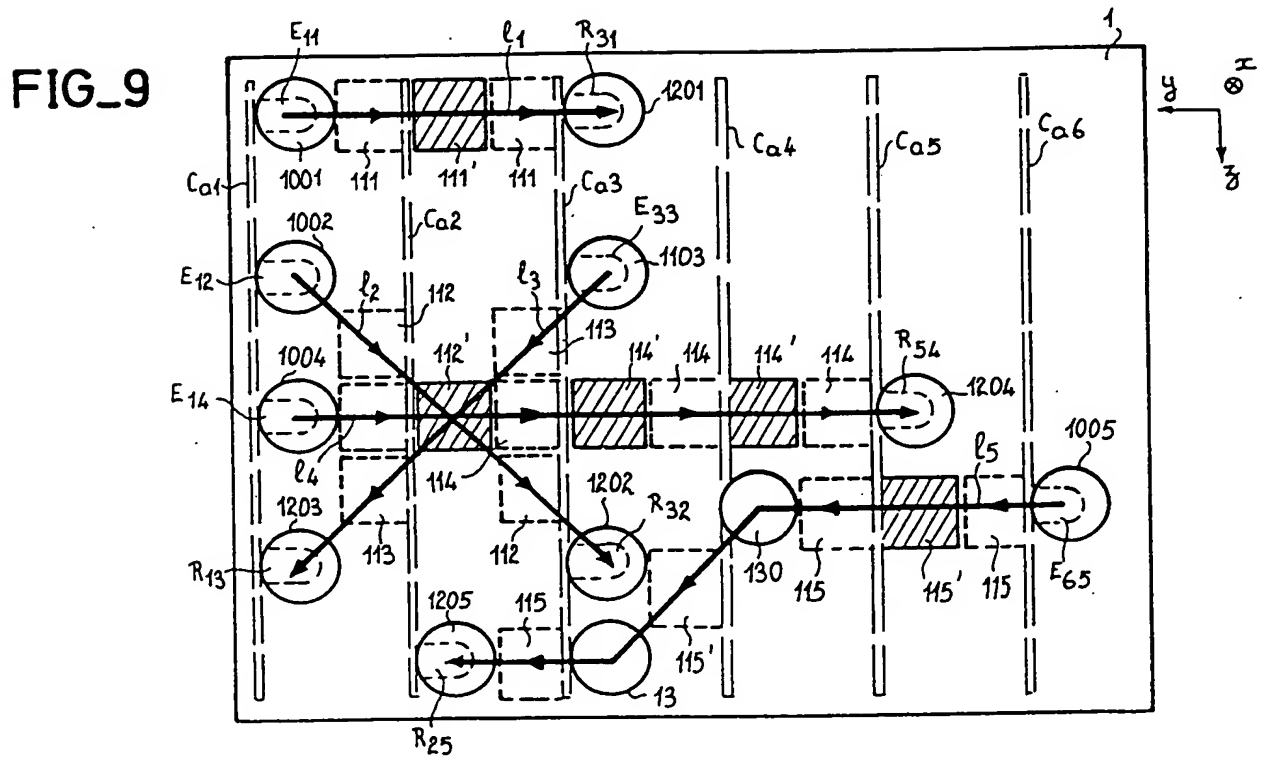 FIG_9
E11 l1 R31 1
x
y
1201
Ca4 Ca5 Ca6
z
Ca1 1001 111 111' 111 Ca3
1002 Ca2 E33
1103
E12 l2 112 l3
113
1004 112' 114' 114 114' 114 R54
1204
E14
1005
l4 114 l5
1203 1202
R32
R13 113 112 130 115 115' 115 E65
1205 115
115'
13
R25